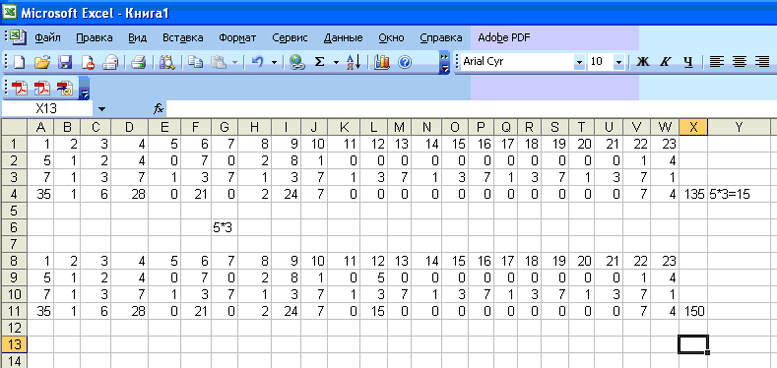 Microsoft Excel - Книга1
Файл Правка Вид Вставка Формат Сервис Данные Окно Справка Adobe PDF
Arial Cyr 10 Ж К Ч
X13 fx
A B C D E F G H I J K L M N O P Q R S T U V W X Y
1 1 2 3 4 5 6 7 8 9 10 11 12 13 14 15 16 17 18 19 20 21 22 23
2 5 1 2 4 0 7 0 2 8 1 0 0 0 0 0 0 0 0 0 0 0 1 4
3 7 1 3 7 1 3 7 1 3 7 1 3 7 1 3 7 1 3 7 1 3 7 1
4 35 1 6 28 0 21 0 2 24 7 0 0 0 0 0 0 0 0 0 0 0 7 4 135 5*3=15
5
6 5*3
7
8 1 2 3 4 5 6 7 8 9 10 11 12 13 14 15 16 17 18 19 20 21 22 23
9 5 1 2 4 0 7 0 2 8 1 0 5 0 0 0 0 0 0 0 0 0 1 4
10 7 1 3 7 1 3 7 1 3 7 1 3 7 1 3 7 1 3 7 1 3 7 1
11 35 1 6 28 0 21 0 2 24 7 0 15 0 0 0 0 0 0 0 0 0 7 4 150
12
13
14